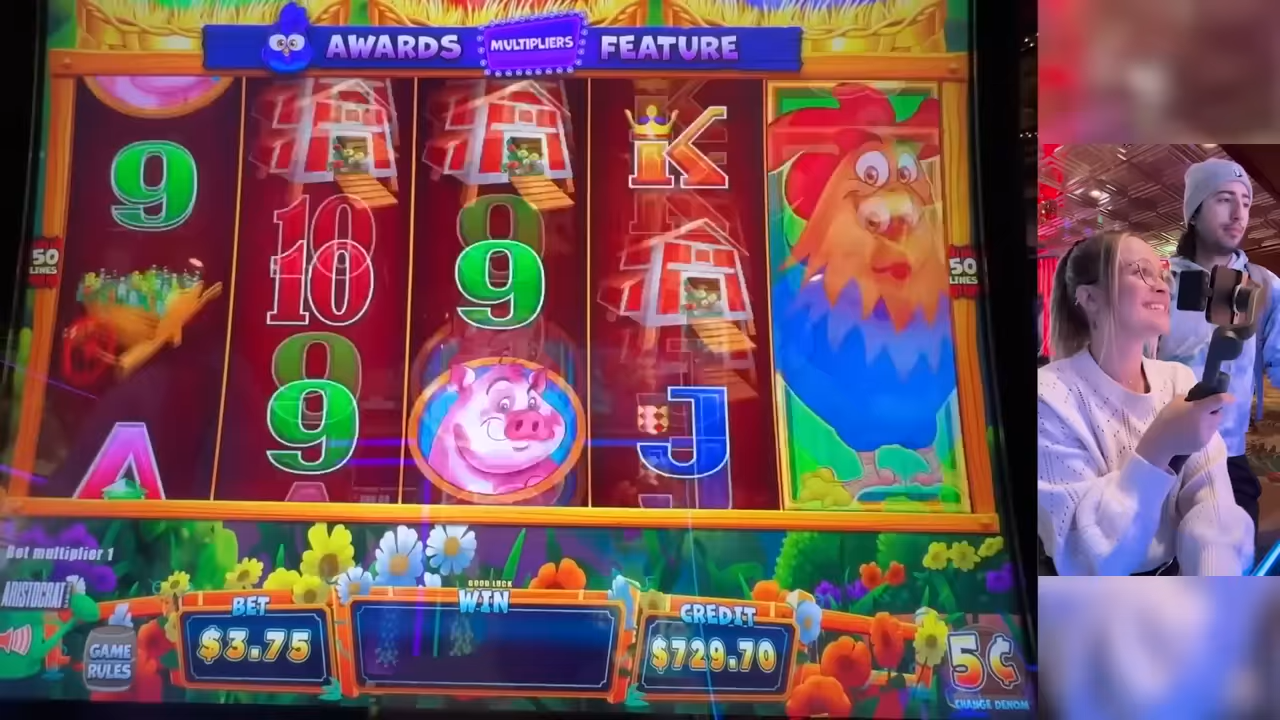 AWARDS MULTIPLIERS FEATURE
9
K
10
10
9
50 LINES
50 LINES
9
J
A
Bet multiplier 1
ARISTOCRAT
GOOD LUCK
BET
WIN
CREDIT
$3.75
$729.70
5¢
GAME RULES
CHANGE DENOM